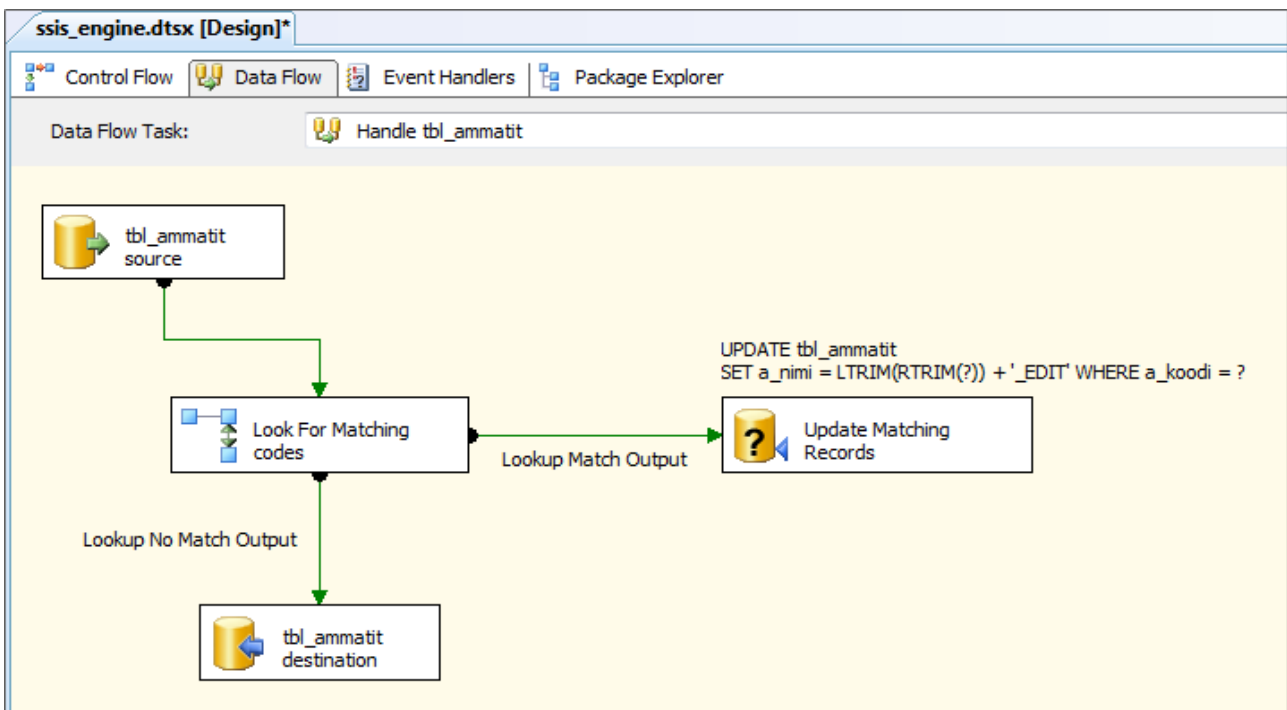 ssis_engine.dtsx [Design]*
Control Flow
Data Flow
Event Handlers
Package Explorer
Data Flow Task:
Handle tbl_ammatit
tbl_ammatit
source
UPDATE tbl_ammatit
SET a_nimi = LTRIM(RTRIM(?)) + '_EDIT' WHERE a_koodi = ?
Look For Matching
codes
Lookup Match Output
Update Matching
Records
Lookup No Match Output
tbl_ammatit
destination